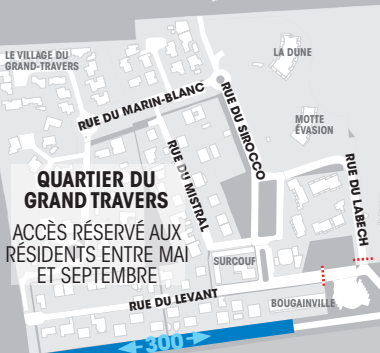 LE VILLAGE DU
GRAND-TRAVERS
LA DUNE
RUE DU MARIN-BLANC
RUE DU SIROCCO
MOTTE
ÉVASION
RUE DU MISTRAL
RUE DU LABECH
QUARTIER DU
GRAND TRAVERS
ACCÈS RÉSERVÉ AUX
RÉSIDENTS ENTRE MAI
ET SEPTEMBRE
SURCOUF
RUE DU LEVANT
BOUGAINVILLE
300